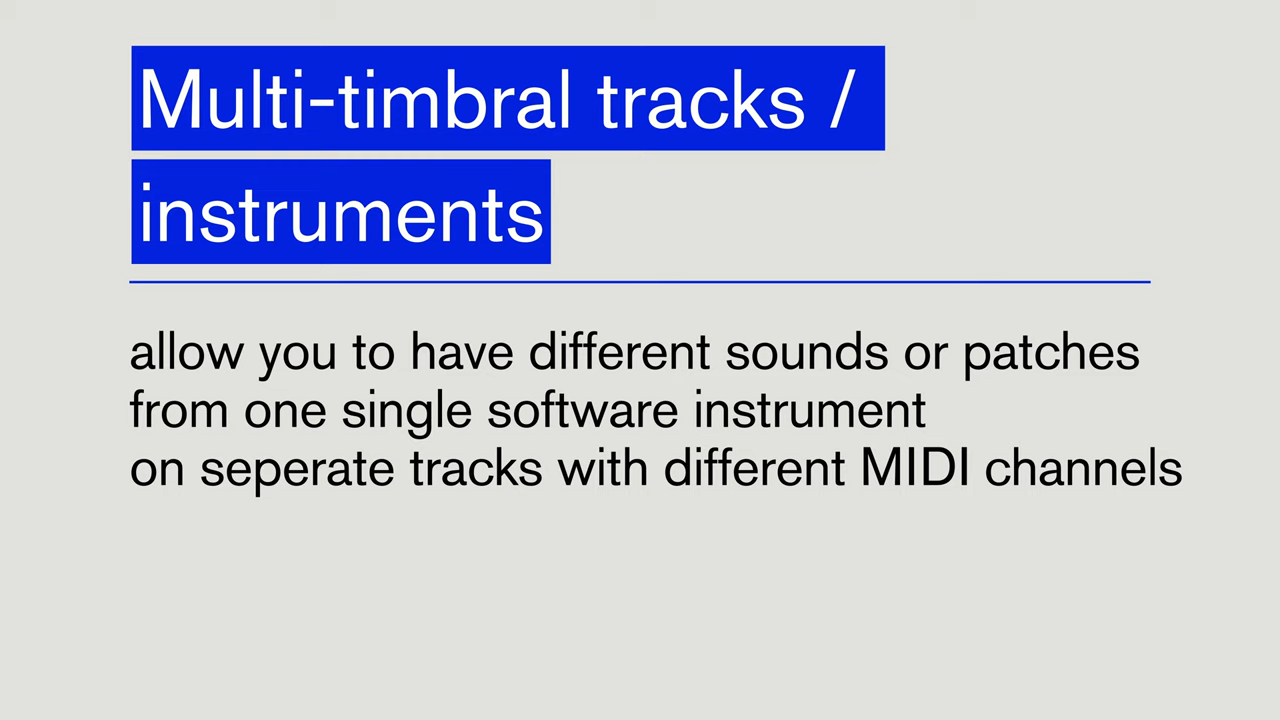 Multi-timbral tracks /
instruments
allow you to have different sounds or patches
from one single software instrument
on seperate tracks with different MIDI channels